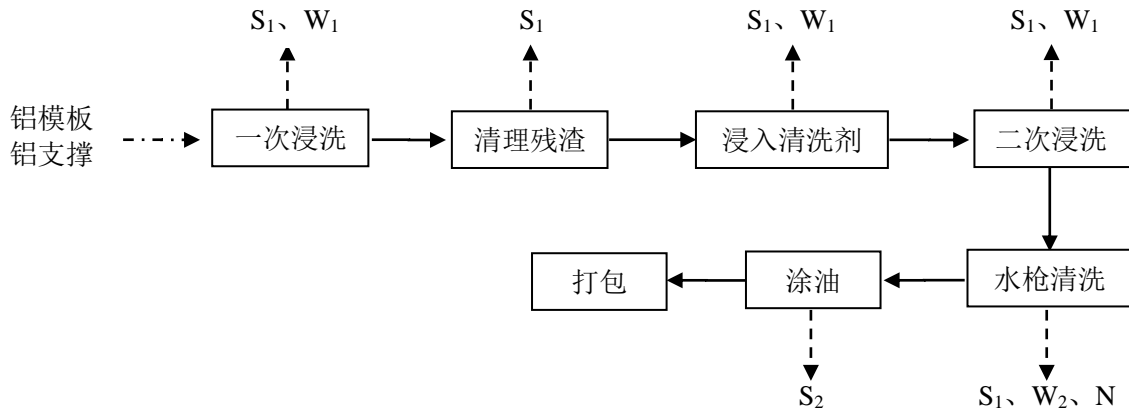 S₁、W₁
S₁
S₁、W₁
S₁、W₁
铝模板
铝支撑
一次浸洗
清理残渣
浸入清洗剂
二次浸洗
打包
涂油
水枪清洗
S₂
S₁、W₂、N